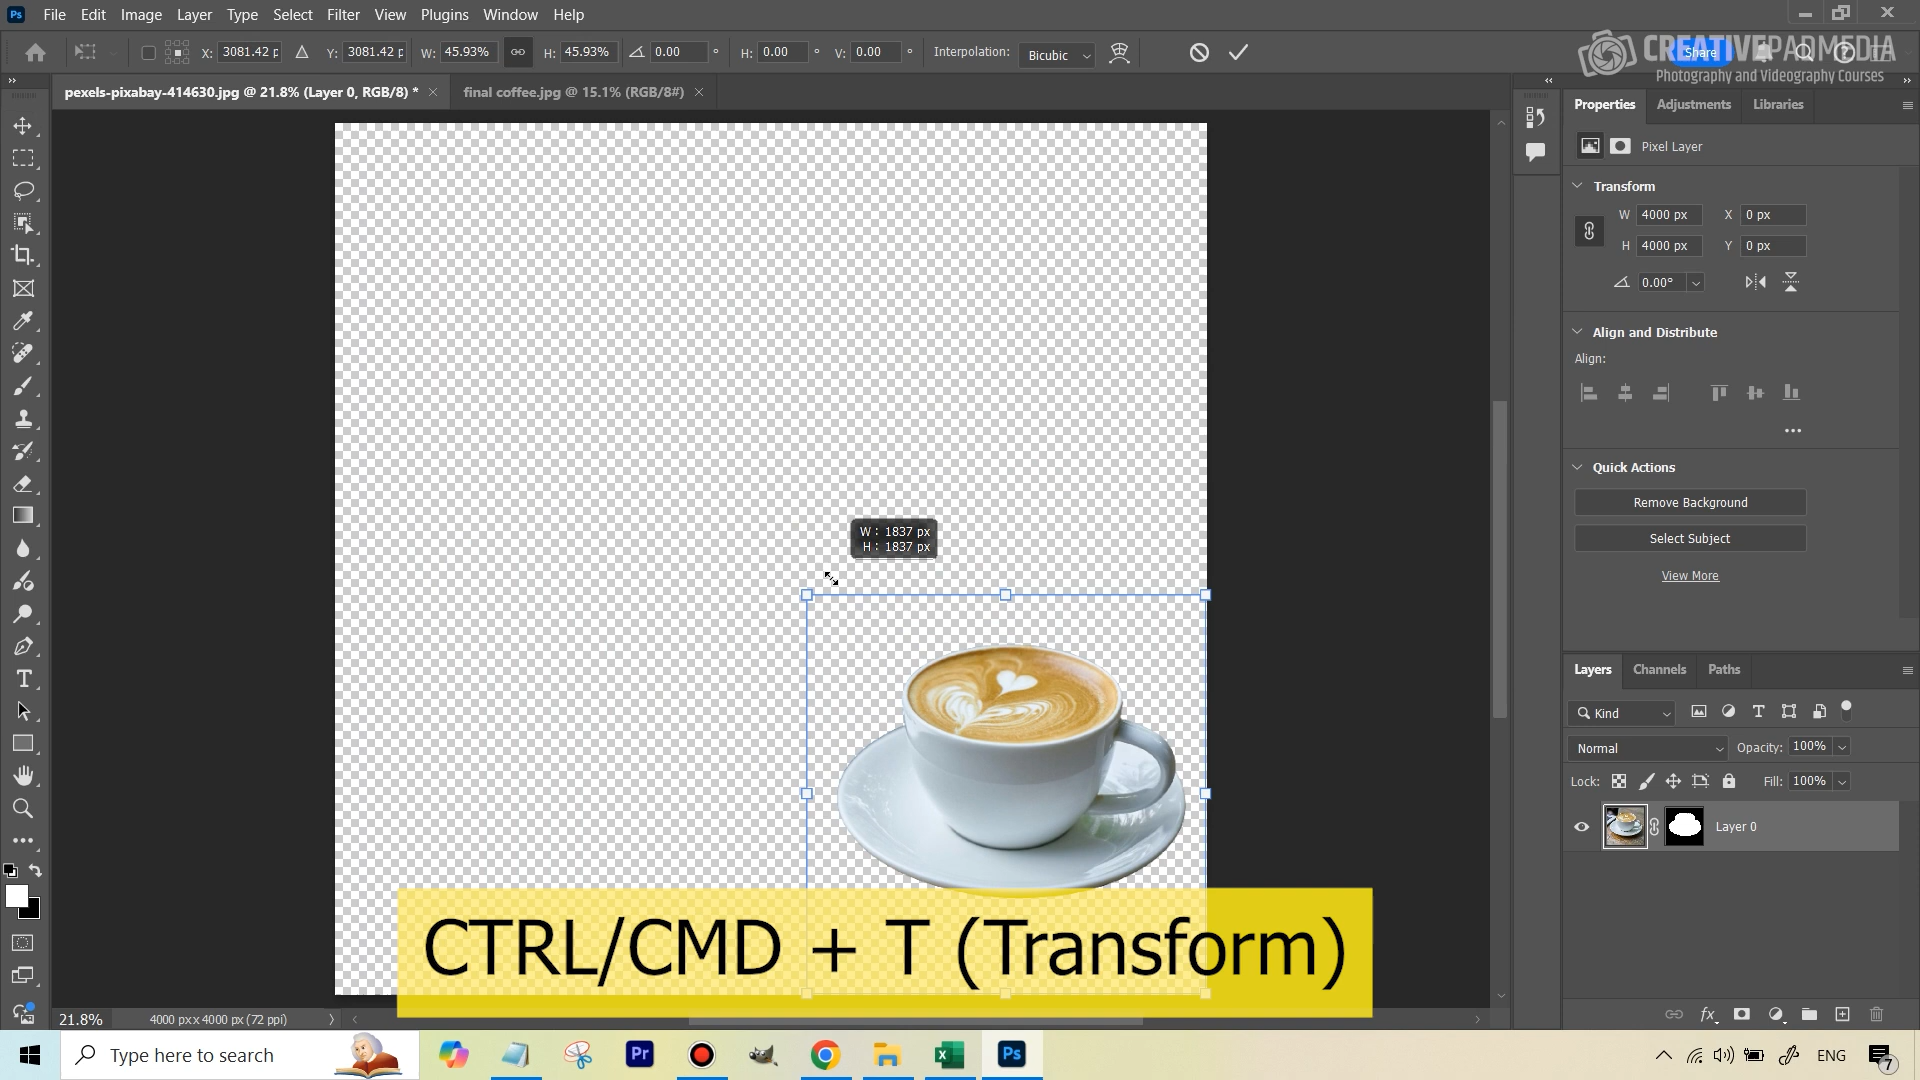 File Edit Image Layer Type Select Filter View Plugins Window Help
X: 3081.42 p Y: 3081.42 p W: 45.93% H: 45.93% 0.00 ° H: 0.00 ° V: 0.00 ° Interpolation: Bicubic
Share
CREATIVEPADMEDIA
Photography and Videography Courses
pexels-pixabay-414630.jpg @ 21.8% (Layer 0, RGB/8) * final coffee.jpg @ 15.1% (RGB/8#)
Properties Adjustments Libraries
Pixel Layer
Transform
W 4000 px X 0 px
H 4000 px Y 0 px
0.00°
Align and Distribute
Align:
Quick Actions
Remove Background
Select Subject
View More
W: 1837 px
H: 1837 px
Layers Channels Paths
Kind
Normal Opacity: 100%
Lock: Fill: 100%
Layer 0
CTRL/CMD + T (Transform)
21.8% 4000 px x 4000 px (72 ppi)
Type here to search
Pr
Ps
ENG
7